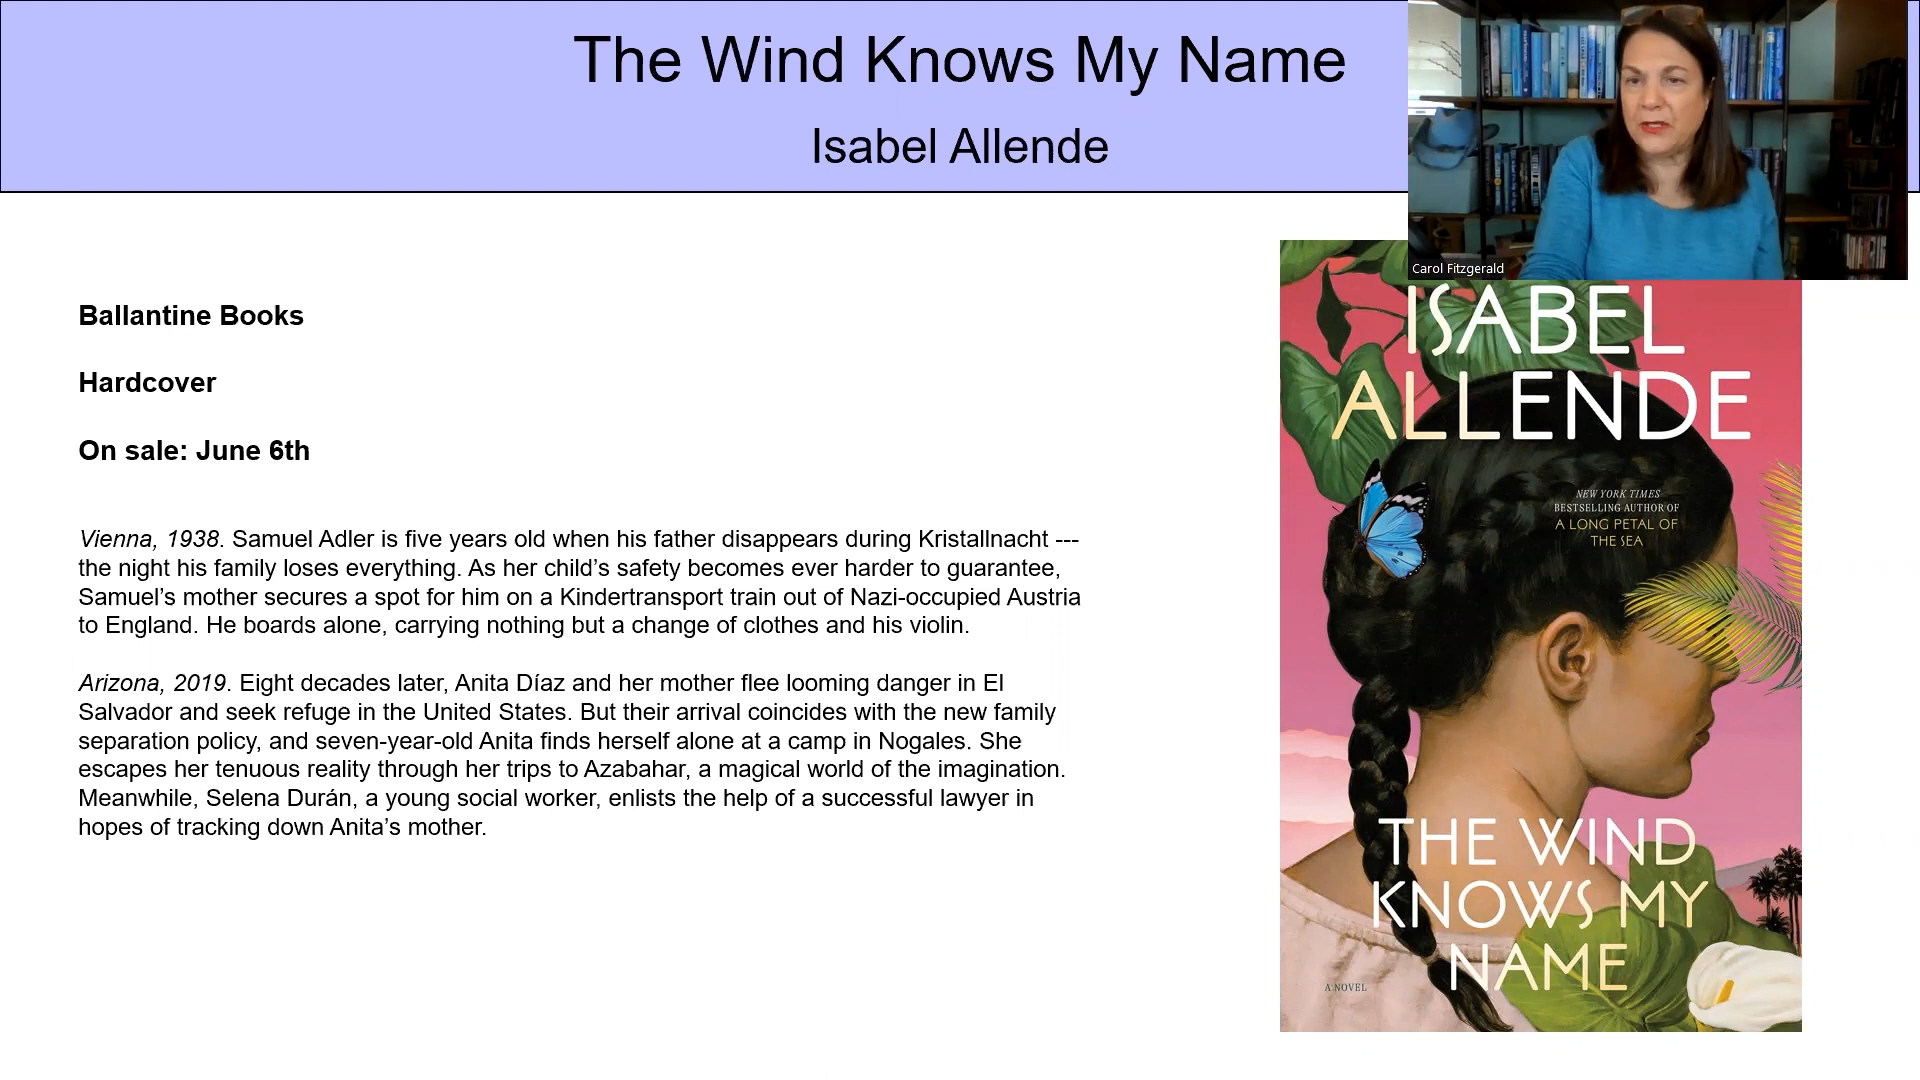 The Wind Knows My Name
Isabel Allende
Carol Fitzgerald
Ballantine Books
Hardcover
On sale: June 6th
Vienna, 1938. Samuel Adler is five years old when his father disappears during Kristallnacht ---
the night his family loses everything. As her child’s safety becomes ever harder to guarantee,
Samuel’s mother secures a spot for him on a Kindertransport train out of Nazi-occupied Austria
to England. He boards alone, carrying nothing but a change of clothes and his violin.
Arizona, 2019. Eight decades later, Anita Díaz and her mother flee looming danger in El
Salvador and seek refuge in the United States. But their arrival coincides with the new family
separation policy, and seven-year-old Anita finds herself alone at a camp in Nogales. She
escapes her tenuous reality through her trips to Azabahar, a magical world of the imagination.
Meanwhile, Selena Durán, a young social worker, enlists the help of a successful lawyer in
hopes of tracking down Anita’s mother.
ISABEL
ALLENDE
NEW YORK TIMES
BESTSELLING AUTHOR OF
A LONG PETAL OF
THE SEA
THE WIND
KNOWS MY
NAME
A NOVEL